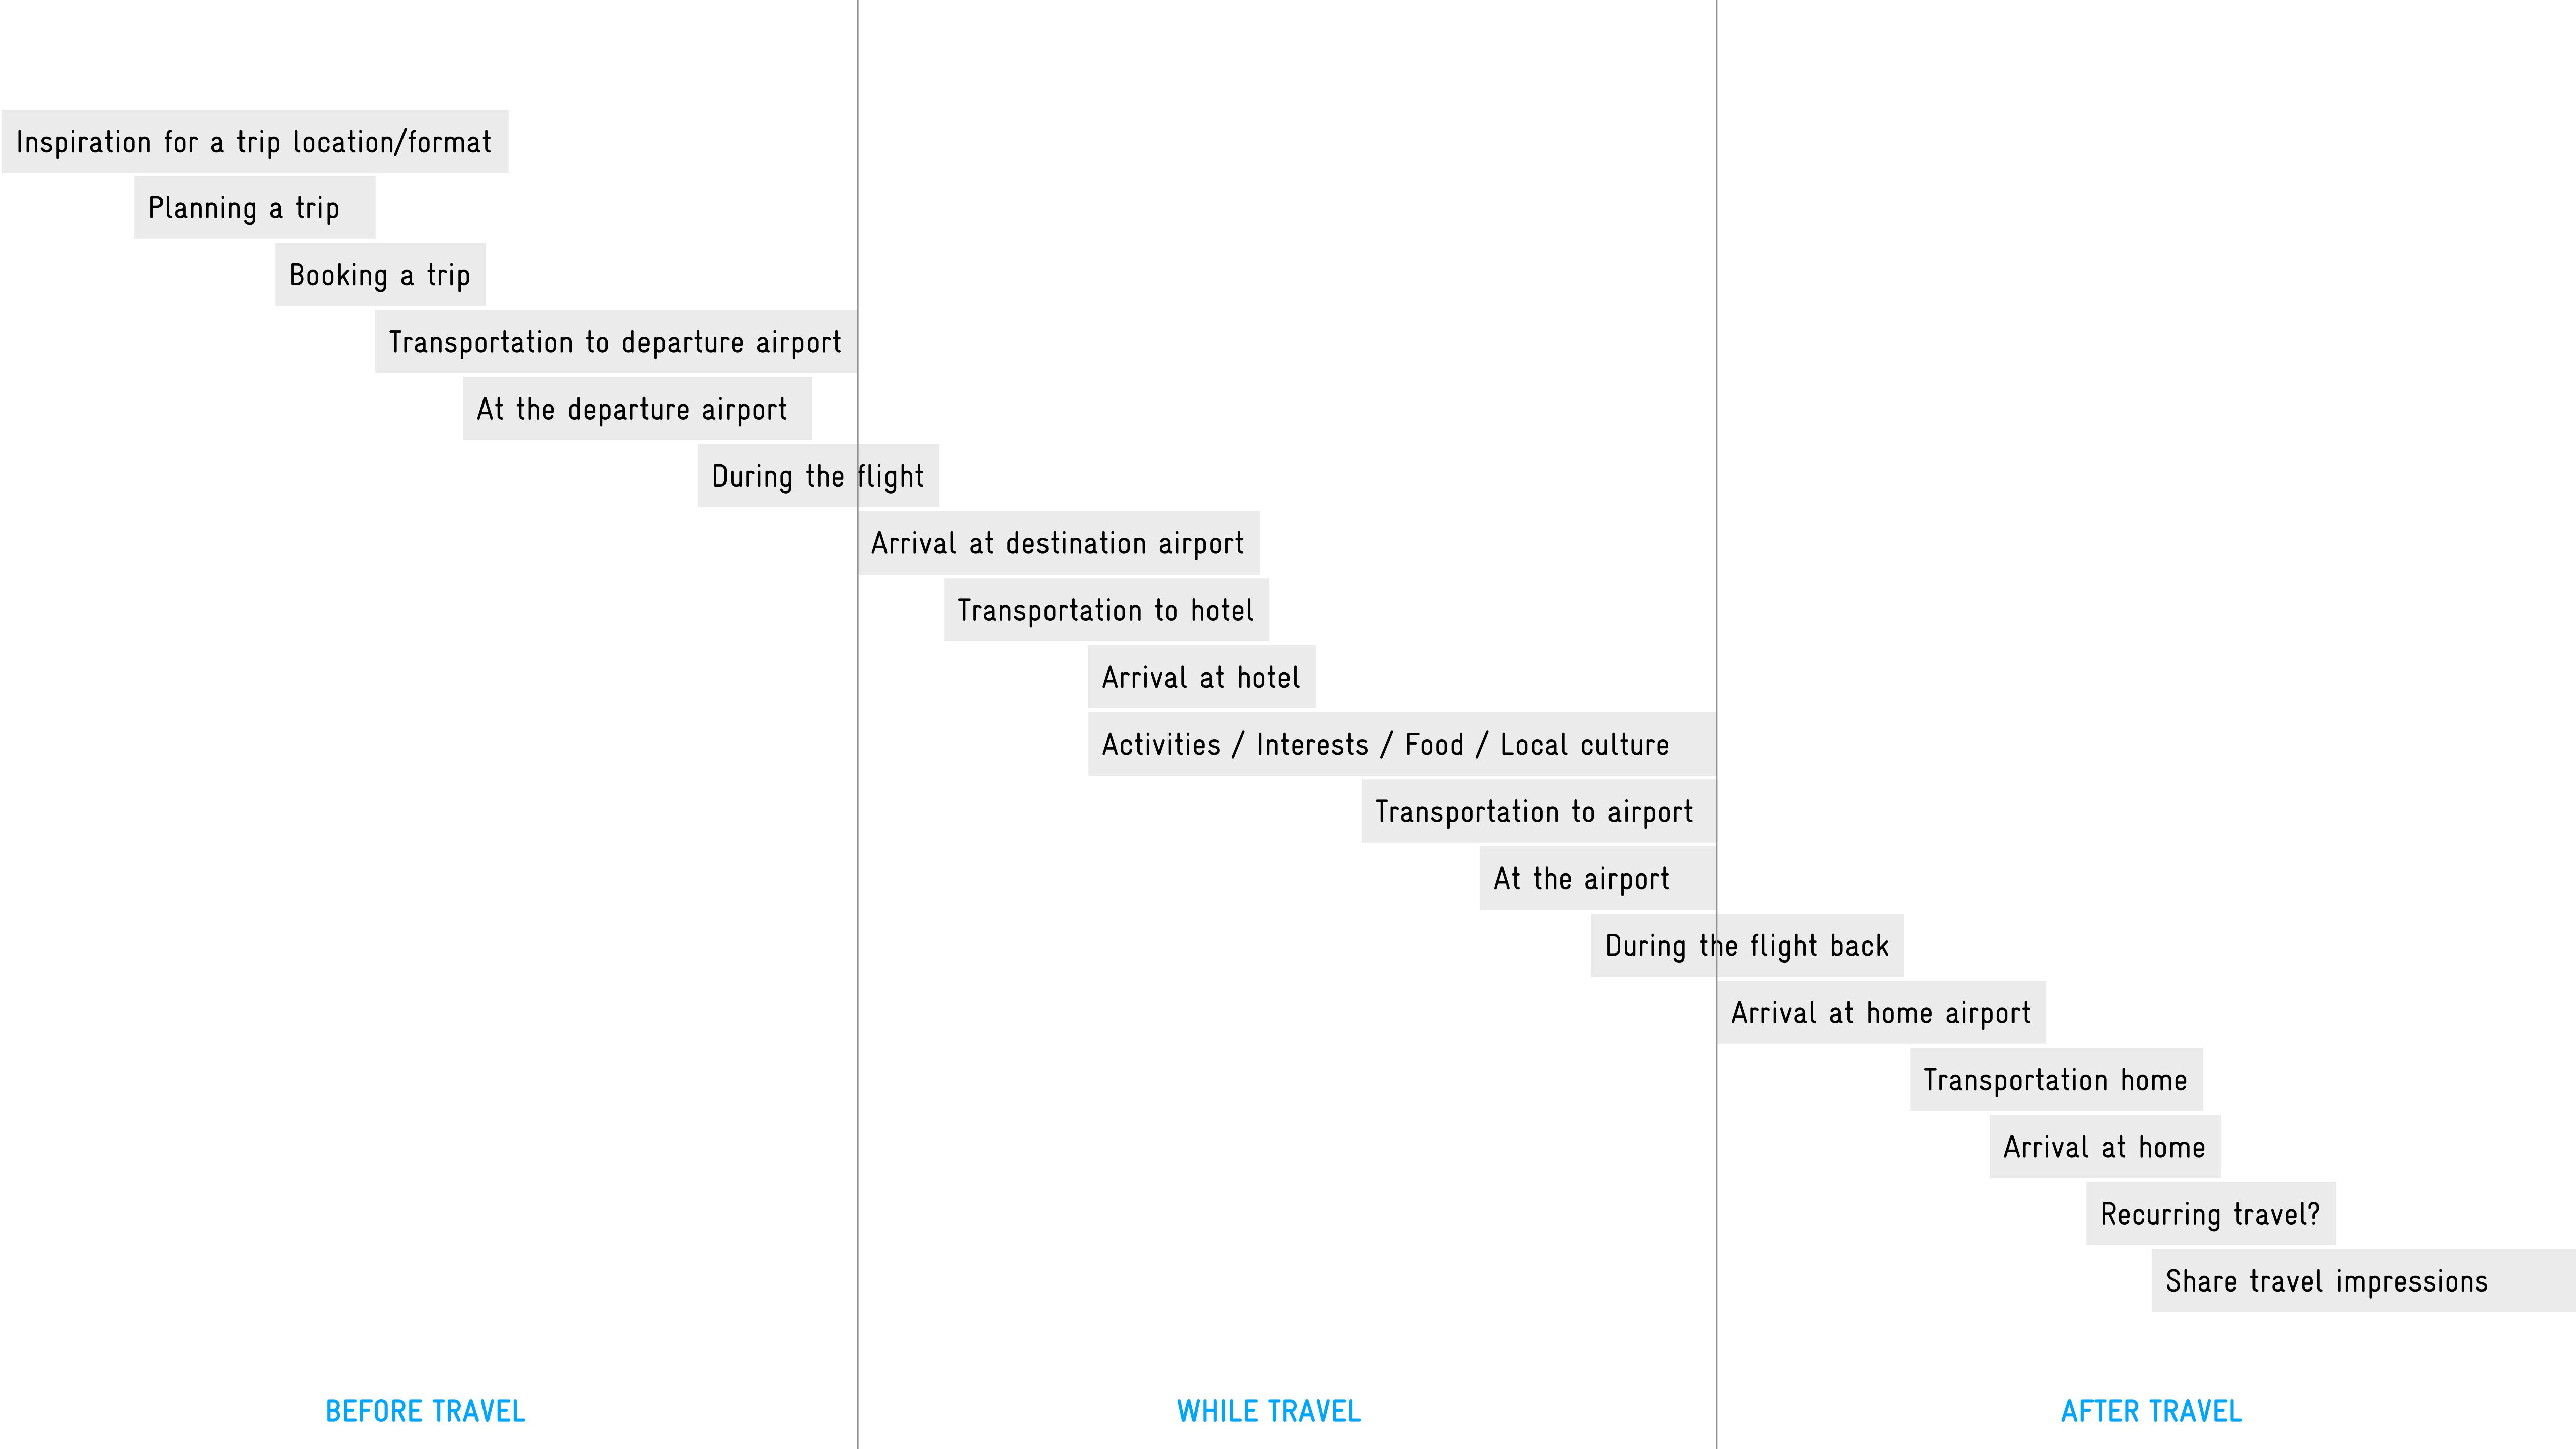 Inspiration for a trip location/format
Planning a trip
Booking a trip
Transportation to departure airport
At the departure airport
During the flight
Arrival at destination airport
Transportation to hotel
Arrival at hotel
Activities / Interests / Food / Local culture
Transportation to airport
At the airport
During the flight back
Arrival at home airport
Transportation home
Arrival at home
Recurring travel?
Share travel impressions
BEFORE TRAVEL
WHILE TRAVEL
AFTER TRAVEL